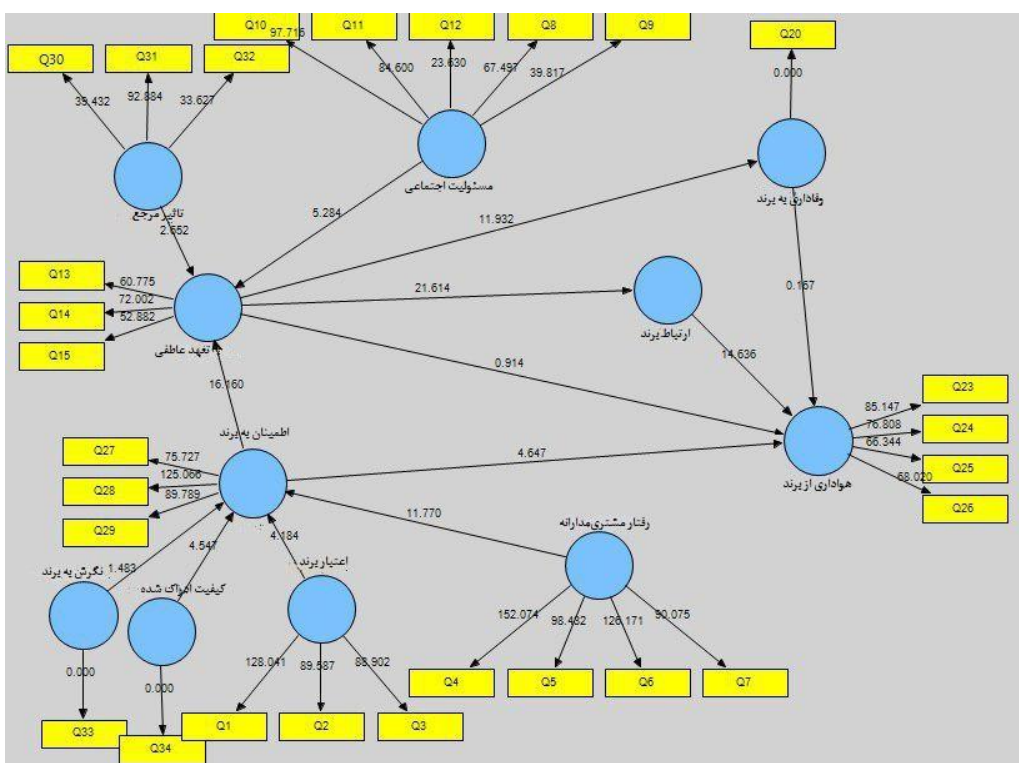 Q10
Q11
Q12
Q8
Q9
Q20
Q30
Q31
Q32
97.716
84.600
23.630
67.497
39.817
0.000
39.432
92.884
33.627
مسئولیت اجتماعی
وفاداری به برند
تاثیر مرجع
2.652
5.284
11.932
Q13
Q14
Q15
60.775
72.002
52.882
تعهد عاطفی
21.614
ارتباط برند
0.167
14.636
0.914
16.160
Q23
Q24
Q25
Q26
85.147
76.808
66.344
68.020
هواداری از برند
اطمینان به برند
4.647
Q27
Q28
Q29
75.727
125.066
89.789
11.770
رفتار مشتری‌مدارانه
1.483
4.547
4.184
نگرش به برند
کیفیت ادراک شده
اعتبار برند
0.000
0.000
128.041
89.587
88.902
152.074
98.432
126.171
90.075
Q4
Q5
Q6
Q7
Q33
Q34
Q1
Q2
Q3